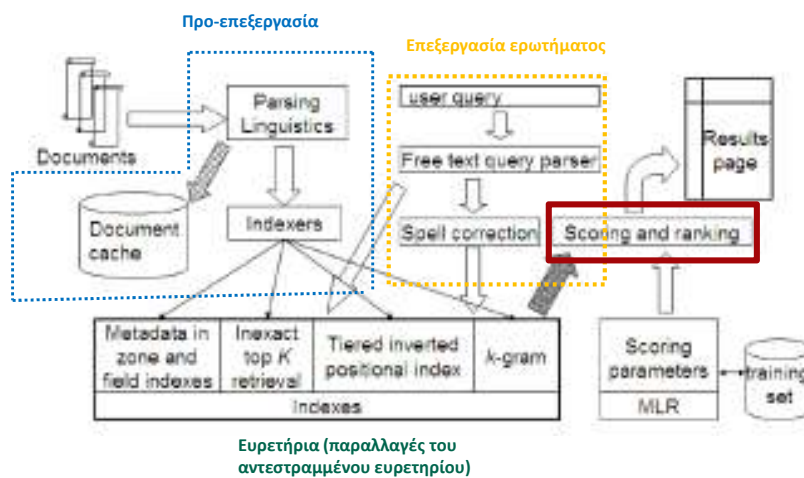 Προ-επεξεργασία
Επεξεργασία ερωτήματος
Parsing
Linguistics
user query
Results
page
Documents
Free text query parser
Document
cache
Indexers
Spell correction
Scoring and ranking
Metadata in
zone and
field indexes
Inexact
top K
retrieval
Tiered inverted
positional index
k-gram
Indexes
Scoring
parameters
MLR
training
set
Ευρετήρια (παραλλαγές του
αντεστραμμένου ευρετηρίου)